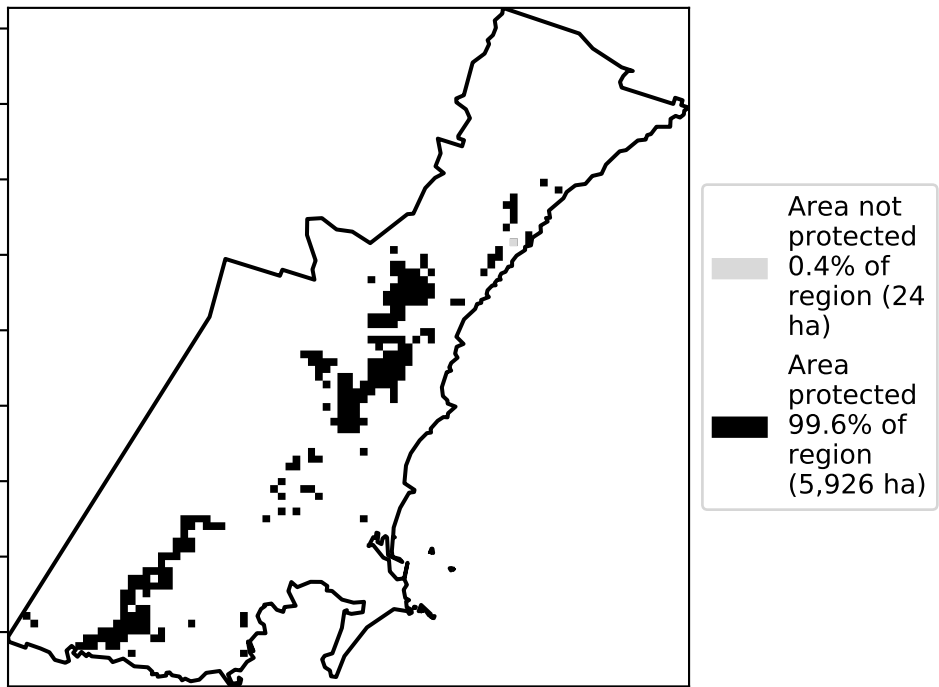 Area not
protected
0.4% of
region (24
ha)
Area
protected
99.6% of
region
(5,926 ha)